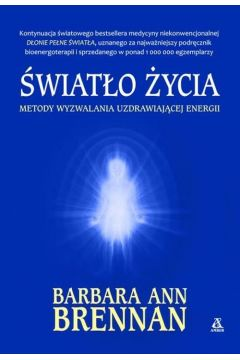 Kontynuacja światowego bestsellera medycyny niekonwencjonalnej
DŁONIE PEŁNE ŚWIATŁA, uznanego za najważniejszy podręcznik
bioenergoterapii i sprzedanego w ponad 1 000 000 egzemplarzy
ŚWIATŁO ŻYCIA
METODY WYZWALANIA UZDRAWIAJĄCEJ ENERGII
BARBARA ANN
BRENNAN
AMBER